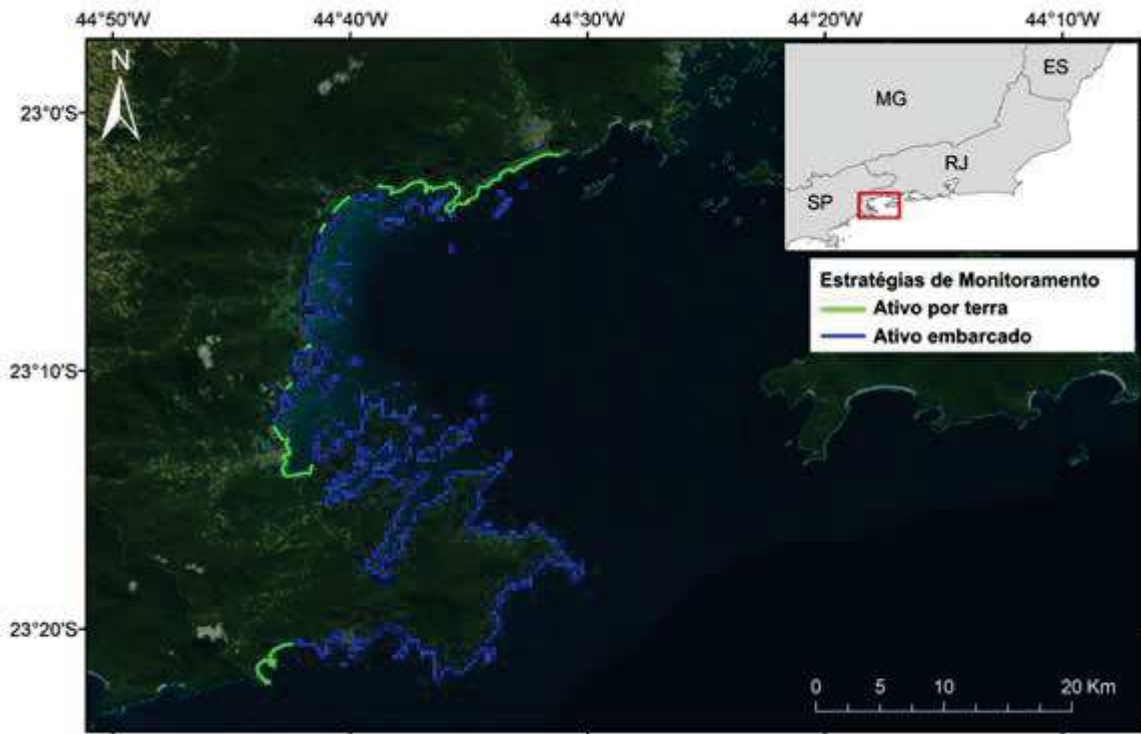 44°50'W 44°40'W 44°30'W 44°20'W 44°10'W
N
23°0'S
23°10'S
23°20'S
ES
MG
RJ
SP
Estratégias de Monitoramento
Ativo por terra
Ativo embarcado
0 5 10 20 Km